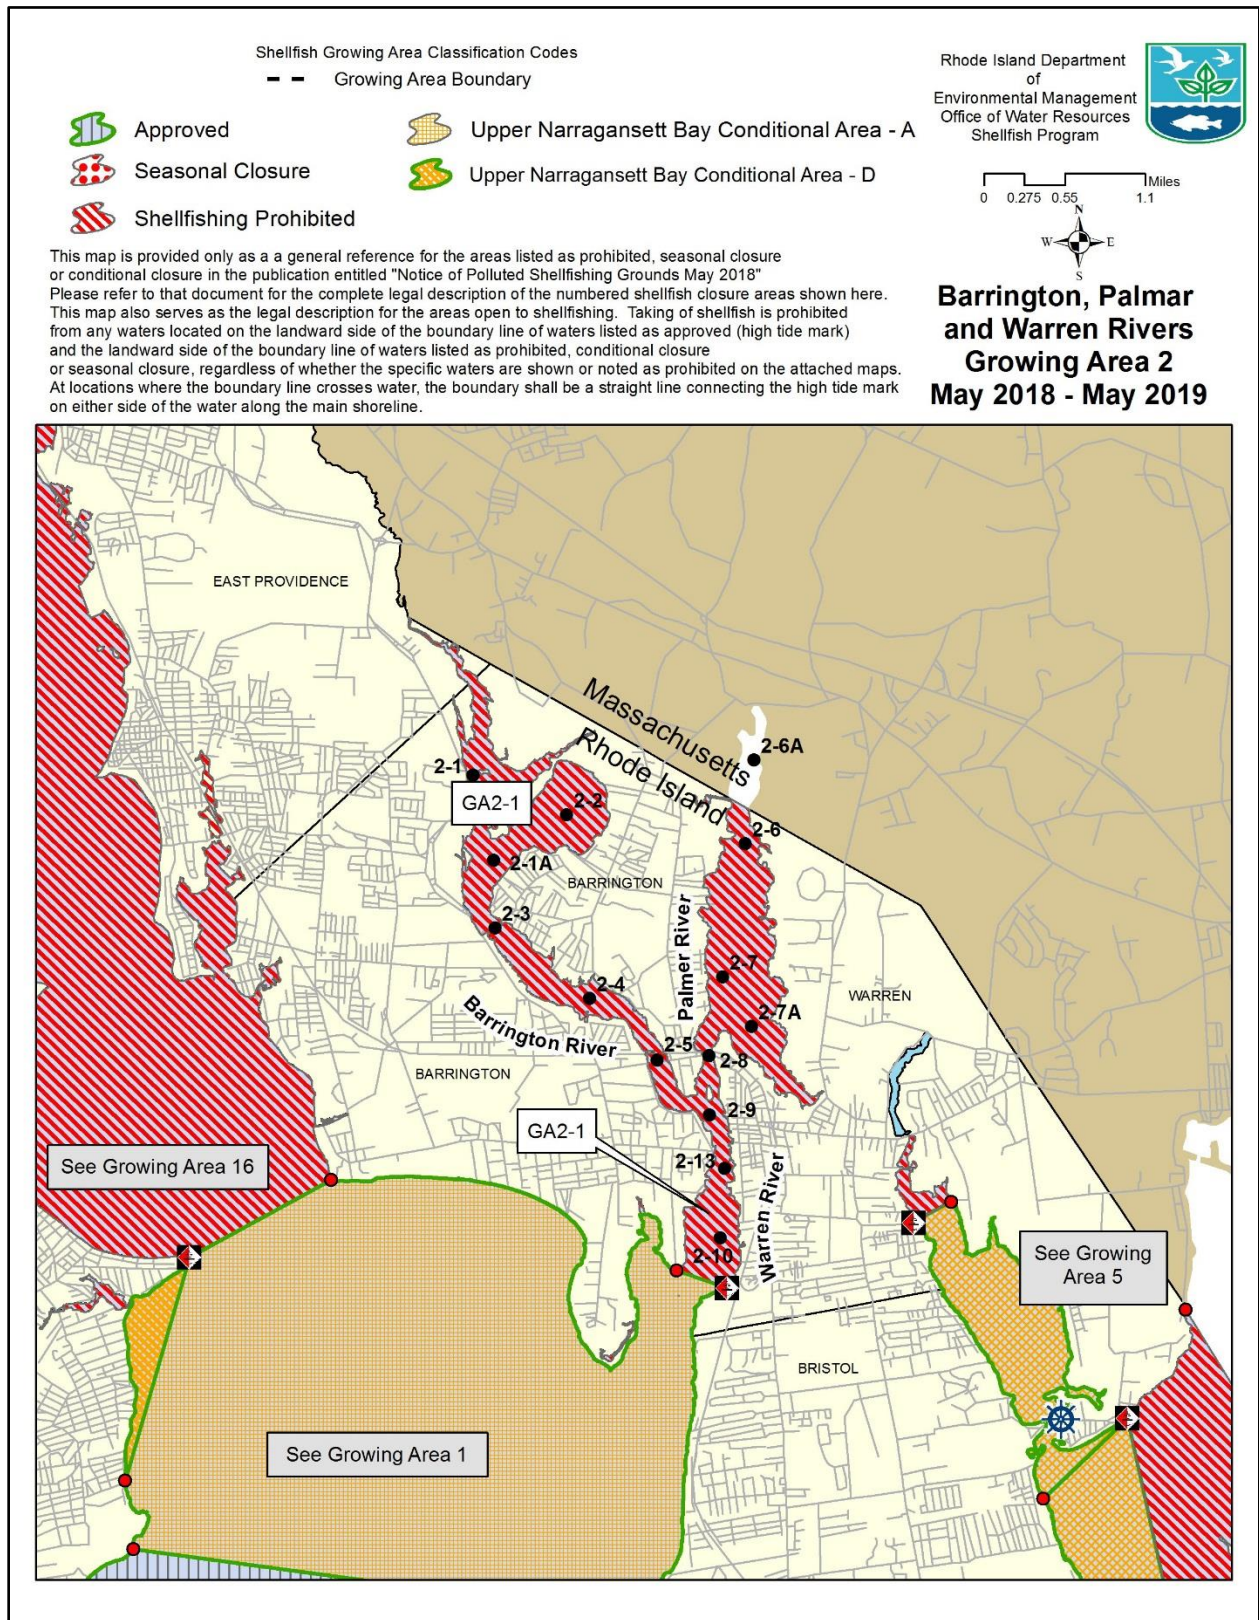 Shellfish Growing Area Classification Codes
Growing Area Boundary
Approved
Seasonal Closure
Shellfishing Prohibited
Upper Narragansett Bay Conditional Area - A
Upper Narragansett Bay Conditional Area - D
Rhode Island Department
of
Environmental Management
Office of Water Resources
Shellfish Program
Miles
0 0.275 0.55 1.1
N
W E
S
This map is provided only as a a general reference for the areas listed as prohibited, seasonal closure
or conditional closure in the publication entitled "Notice of Polluted Shellfishing Grounds May 2018"
Please refer to that document for the complete legal description of the numbered shellfish closure areas shown here.
This map also serves as the legal description for the areas open to shellfishing. Taking of shellfish is prohibited
from any waters located on the landward side of the boundary line of waters listed as approved (high tide mark)
and the landward side of the boundary line of waters listed as prohibited, conditional closure
or seasonal closure, regardless of whether the specific waters are shown or noted as prohibited on the attached maps.
At locations where the boundary line crosses water, the boundary shall be a straight line connecting the high tide mark
on either side of the water along the main shoreline.
Barrington, Palmar
and Warren Rivers
Growing Area 2
May 2018 - May 2019
EAST PROVIDENCE
Massachusetts
Rhode Island
2-6A
2-1
GA2-1
2-2
2-6
2-1A
BARRINGTON
2-3
Palmer River
2-7
2-4
WARREN
2-7A
Barrington River
2-5
2-8
BARRINGTON
2-9
GA2-1
2-13
See Growing Area 16
Warren River
2-10
See Growing
Area 5
BRISTOL
See Growing Area 1